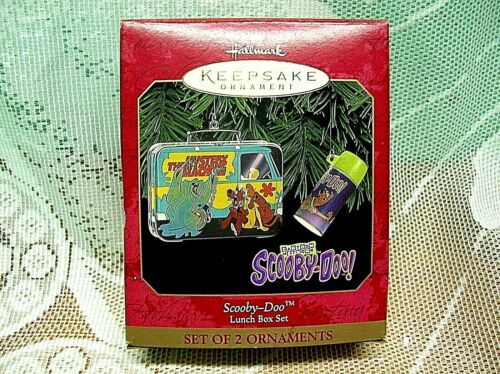 Hallmark
KEEPSAKE
ORNAMENT
THE MYSTERY
MACHINE
SCOOBY-DOO!
Scooby–Doo™
Lunch Box Set
SET OF 2 ORNAMENTS